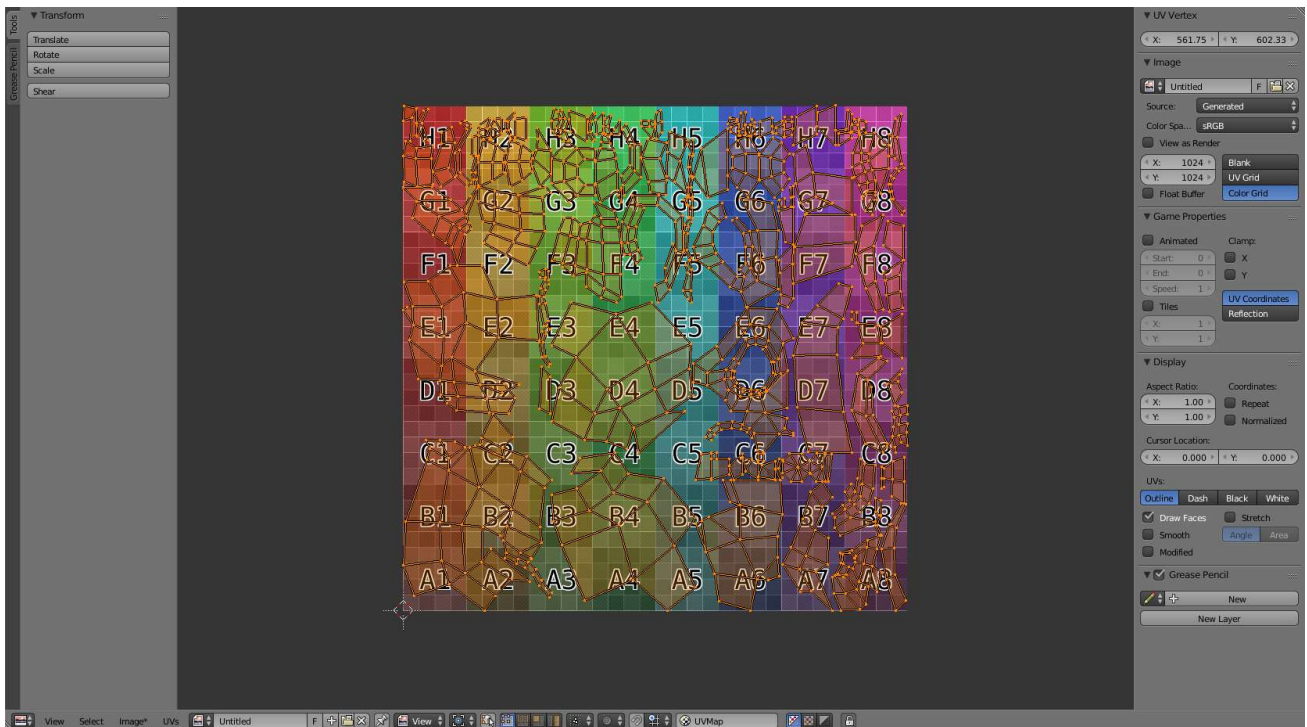 Tools
Grease Pencil
Transform
Translate
Rotate
Scale
Shear
H1 H2 H3 H4 H5 H6 H7 H8
G1 G2 G3 G4 G5 G6 G7 G8
F1 F2 F3 F4 F5 F6 F7 F8
E1 E2 E3 E4 E5 E6 E7 E8
D1 D2 D3 D4 D5 D6 D7 D8
C1 C2 C3 C4 C5 C6 C7 C8
B1 B2 B3 B4 B5 B6 B7 B8
A1 A2 A3 A4 A5 A6 A7 A8
UV Vertex
X: 561.75 Y: 602.33
Image
Untitled F
Source: Generated
Color Spa... sRGB
View as Render
X: 1024 Blank
Y: 1024 UV Grid
Float Buffer Color Grid
Game Properties
Animated Clamp:
Start: 0 X
End: 0 Y
Speed: 1
Tiles UV Coordinates
Reflection
X: 1
Y: 1
Display
Aspect Ratio: Coordinates:
X: 1.00 Repeat
Y: 1.00 Normalized
Cursor Location:
X: 0.000 Y: 0.000
UVs:
Outline Dash Black White
Draw Faces Stretch
Smooth Angle Area
Modified
Grease Pencil
New
New Layer
View Select Image* UVs Untitled F View UVMap